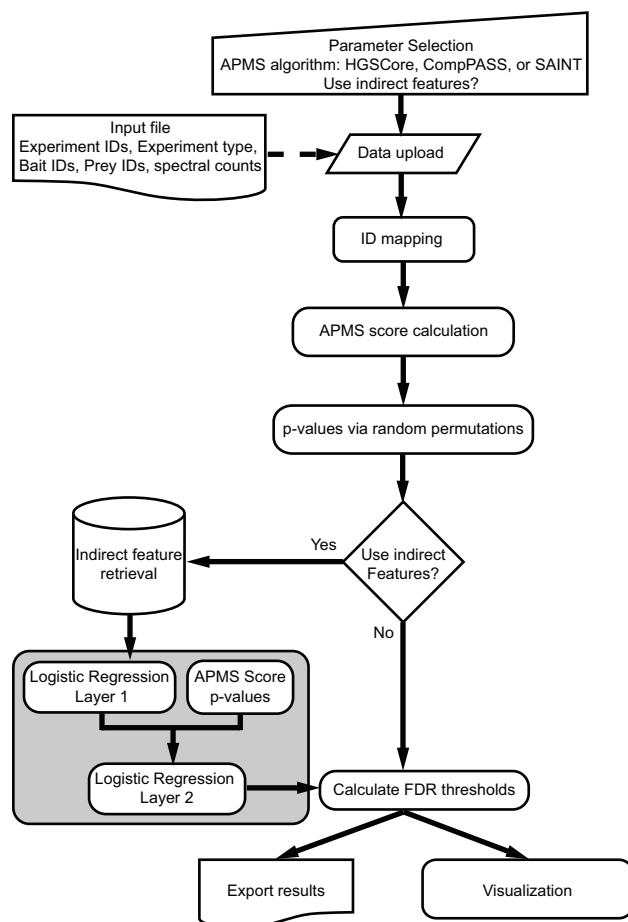 Parameter Selection
APMS algorithm: HGSCore, CompPASS, or SAINT
Use indirect features?
Input file
Experiment IDs, Experiment type,
Bait IDs, Prey IDs, spectral counts
Data upload
ID mapping
APMS score calculation
p-values via random permutations
Use indirect
Features?
Yes
No
Indirect feature
retrieval
Logistic Regression
Layer 1
APMS Score
p-values
Logistic Regression
Layer 2
Calculate FDR thresholds
Export results
Visualization